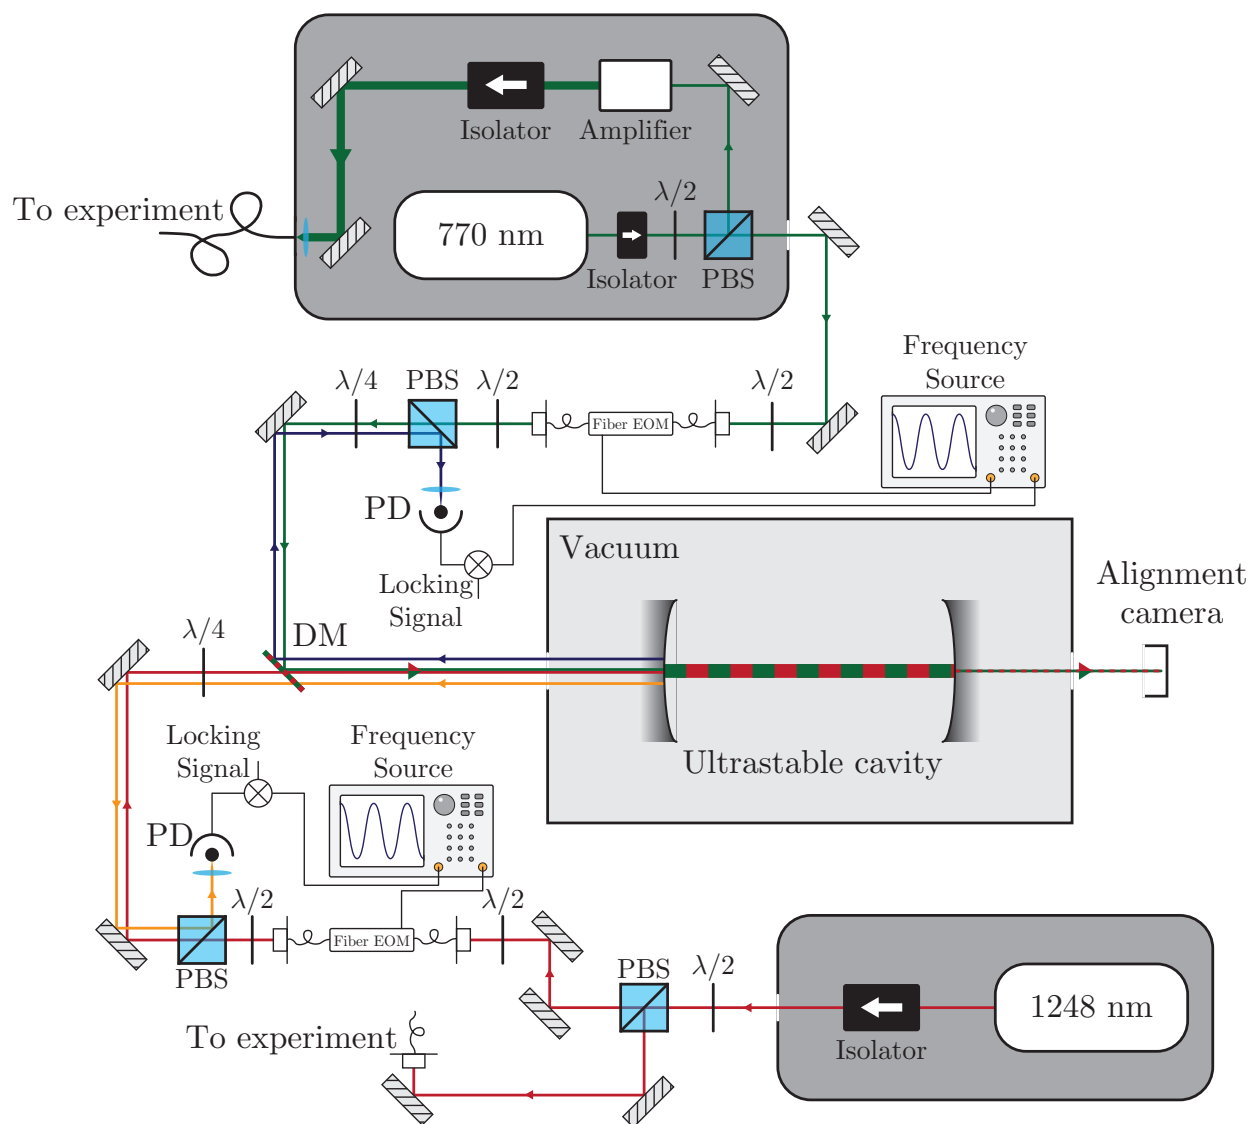 Isolator
Amplifier
To experiment
λ/2
770 nm
Isolator
PBS
Frequency
Source
λ/4
PBS
λ/2
λ/2
Fiber EOM
PD
Locking
Signal
Vacuum
Alignment
camera
DM
λ/4
Ultrastable cavity
Locking
Signal
Frequency
Source
PD
λ/2
λ/2
Fiber EOM
PBS
PBS
λ/2
1248 nm
To experiment
Isolator